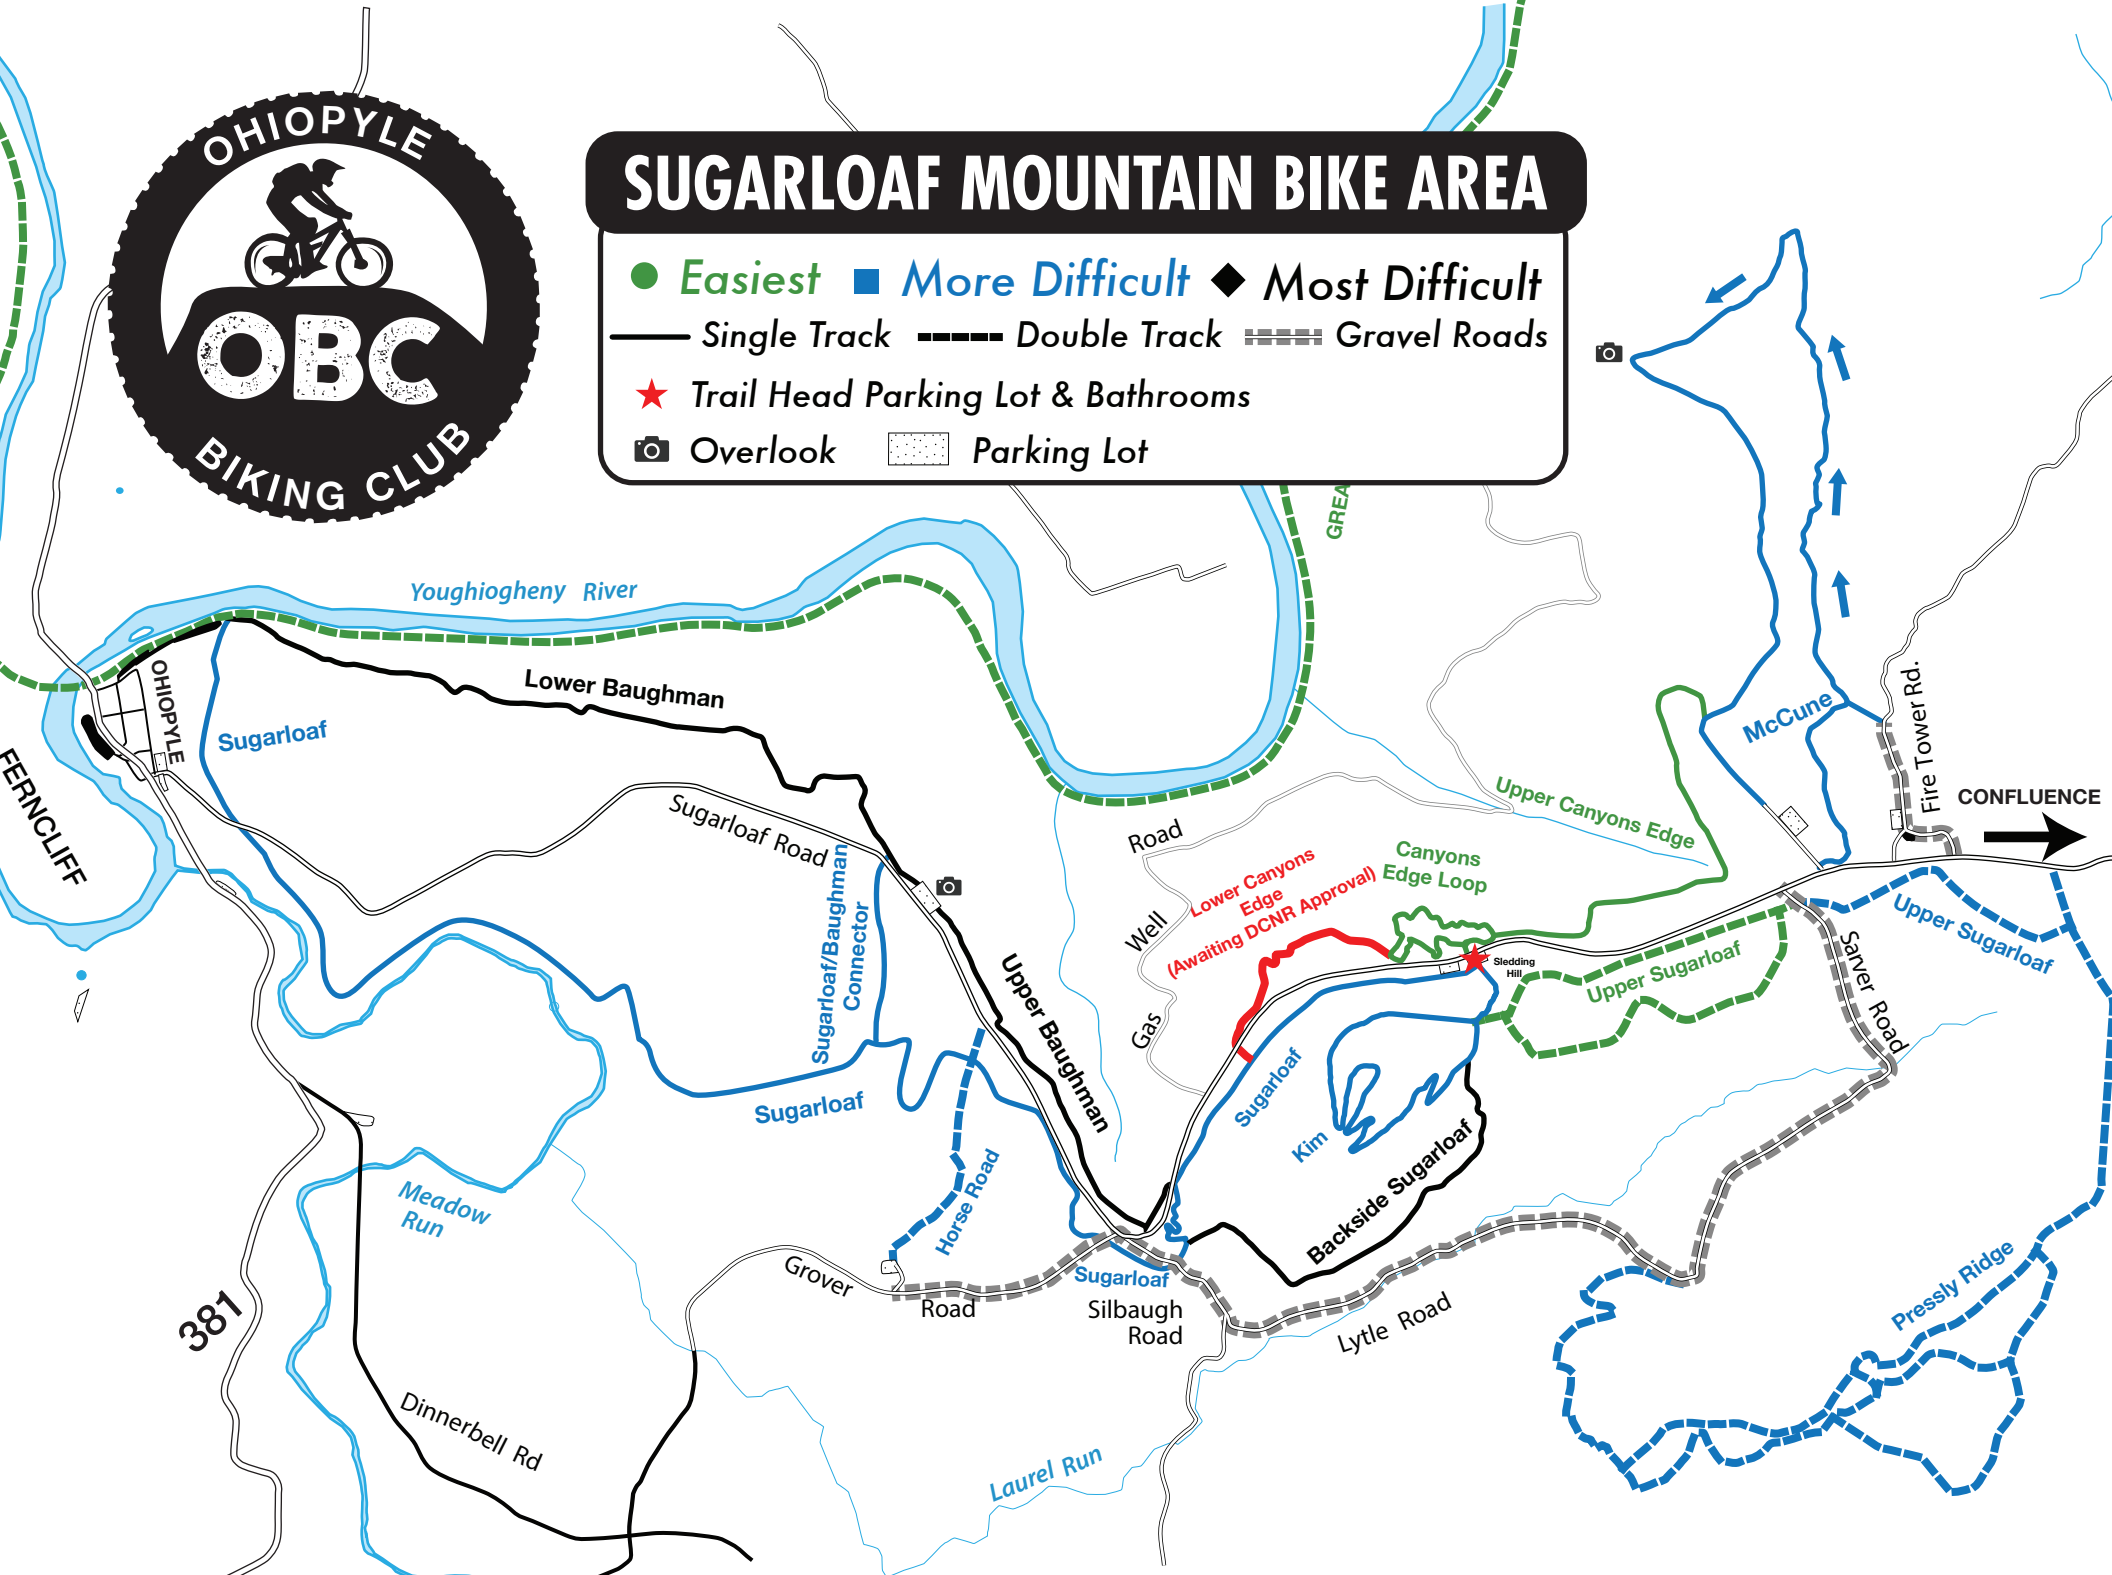 OHIOPYLE
OBC
BIKING CLUB
SUGARLOAF MOUNTAIN BIKE AREA
Easiest More Difficult Most Difficult
Single Track Double Track Gravel Roads
Trail Head Parking Lot & Bathrooms
Overlook Parking Lot
GREA
Youghiogheny River
OHIOPYLE
FERNCLIFF
Sugarloaf
Lower Baughman
Sugarloaf Road
Sugarloaf/Baughman
Connector
Upper Baughman
Sugarloaf
Horse Road
Meadow
Run
381
Dinnerbell Rd
Grover
Road
Sugarloaf
Silbaugh
Road
Lytle Road
Laurel Run
Road
Well
Gas
Lower Canyons
Edge
(Awaiting DCNR Approval)
Canyons
Edge Loop
Upper Canyons Edge
Sledding
Hill
Sugarloaf
Kim
Backside Sugarloaf
Upper Sugarloaf
McCune
Fire Tower Rd.
CONFLUENCE
Upper Sugarloaf
Sarver Road
Pressly Ridge